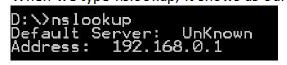 D:\>nslookup
Default Server:  UnKnown
Address:  192.168.0.1